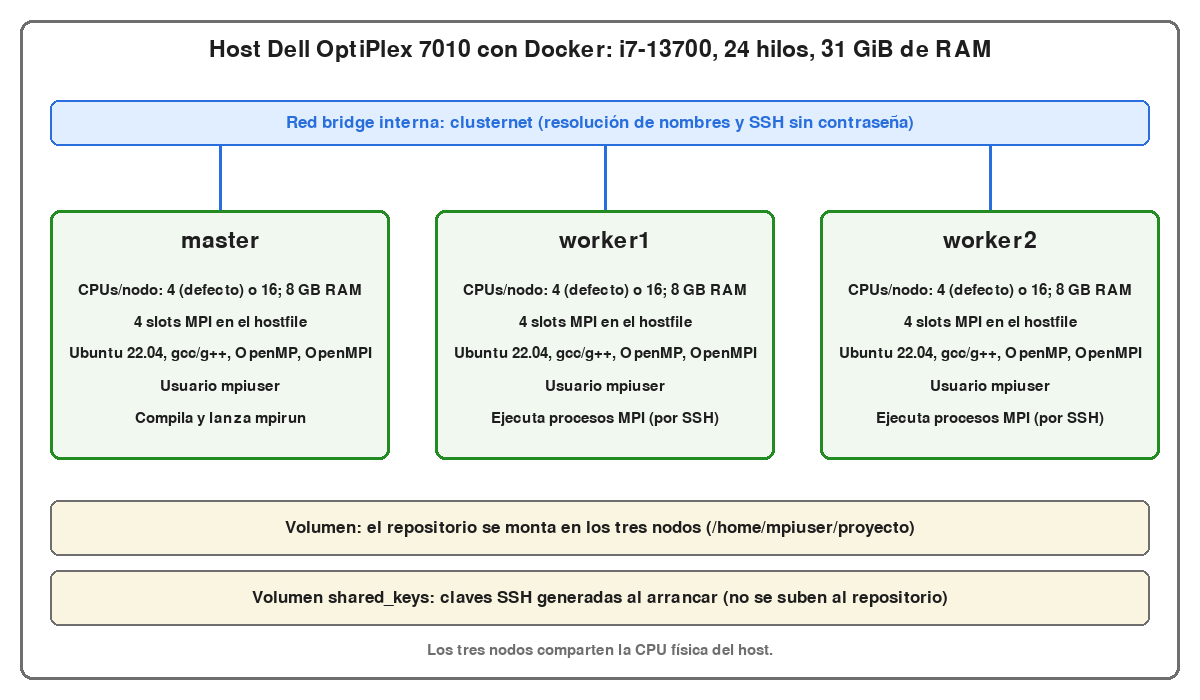 Host Dell OptiPlex 7010 con Docker: i7-13700, 24 hilos, 31 GiB de RAM
Red bridge interna: clusternet (resolución de nombres y SSH sin contraseña)
master
CPUs/nodo: 4 (defecto) o 16; 8 GB RAM
4 slots MPI en el hostfile
Ubuntu 22.04, gcc/g++, OpenMP, OpenMPI
Usuario mpiuser
Compila y lanza mpirun
worker1
CPUs/nodo: 4 (defecto) o 16; 8 GB RAM
4 slots MPI en el hostfile
Ubuntu 22.04, gcc/g++, OpenMP, OpenMPI
Usuario mpiuser
Ejecuta procesos MPI (por SSH)
worker2
CPUs/nodo: 4 (defecto) o 16; 8 GB RAM
4 slots MPI en el hostfile
Ubuntu 22.04, gcc/g++, OpenMP, OpenMPI
Usuario mpiuser
Ejecuta procesos MPI (por SSH)
Volumen: el repositorio se monta en los tres nodos (/home/mpiuser/proyecto)
Volumen shared_keys: claves SSH generadas al arrancar (no se suben al repositorio)
Los tres nodos comparten la CPU física del host.